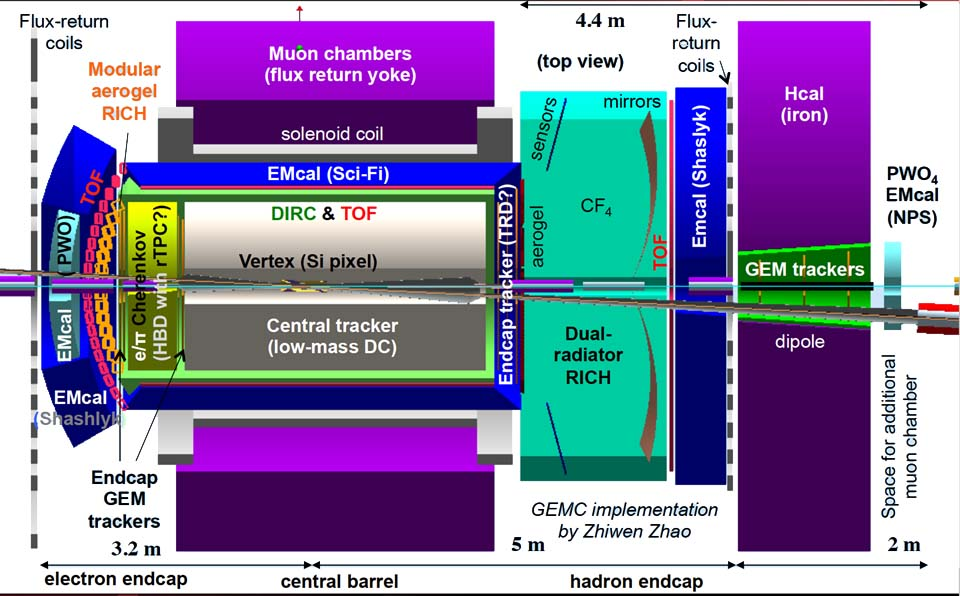 Flux-return
coils
Modular
aerogel
RICH
Muon chambers
(flux return yoke)
solenoid coil
4.4 m
(top view)
Flux-
return
coils
Hcal
(iron)
sensors
mirrors
TOF
EMcal (Sci-Fi)
DIRC & TOF
EMcal (PWO)
e/π Cherenkov
(HBD with rTPC?)
Vertex (Si pixel)
Central tracker
(low-mass DC)
Endcap tracker (TRD?)
aerogel
CF4
TOF
Emcal (Shaslyk)
PWO4
EMcal
(NPS)
GEM trackers
Dual-
radiator
RICH
dipole
EMcal
(Shashlyk)
Endcap
GEM
trackers
Space for additional
muon chamber
GEMC implementation
by Zhiwen Zhao
3.2 m
5 m
2 m
electron endcap
central barrel
hadron endcap